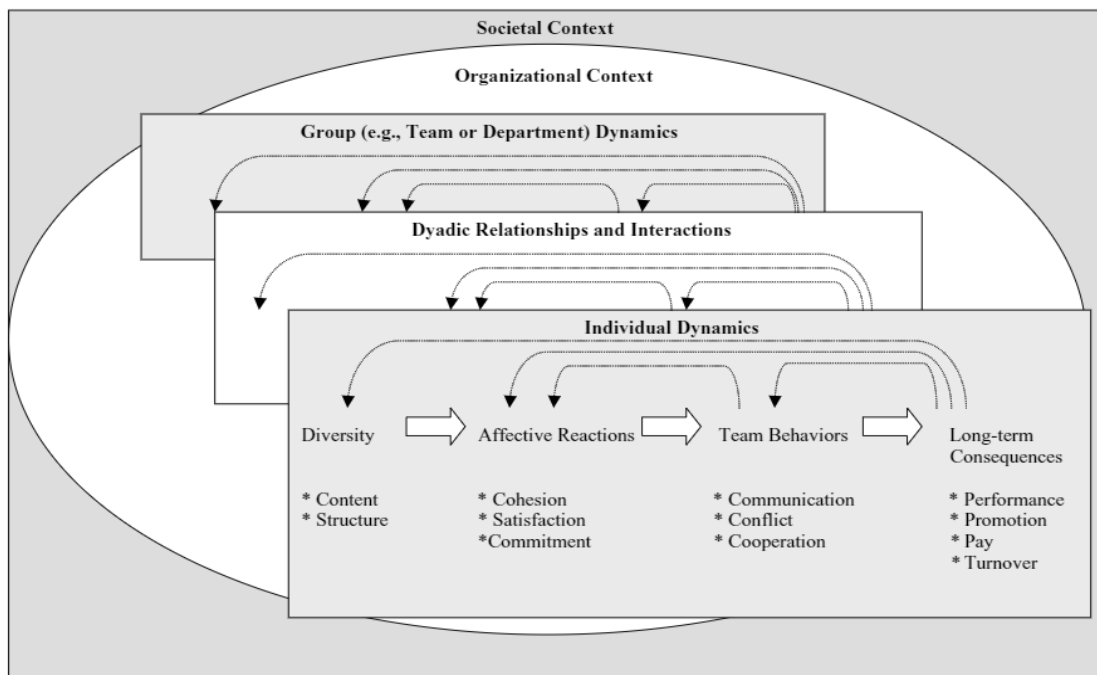 Societal Context
Organizational Context
Group (e.g., Team or Department) Dynamics
Dyadic Relationships and Interactions
Individual Dynamics
Diversity
Affective Reactions
Team Behaviors
Long-term
Consequences
* Content
* Structure
* Cohesion
* Satisfaction
*Commitment
* Communication
* Conflict
* Cooperation
* Performance
* Promotion
* Pay
* Turnover